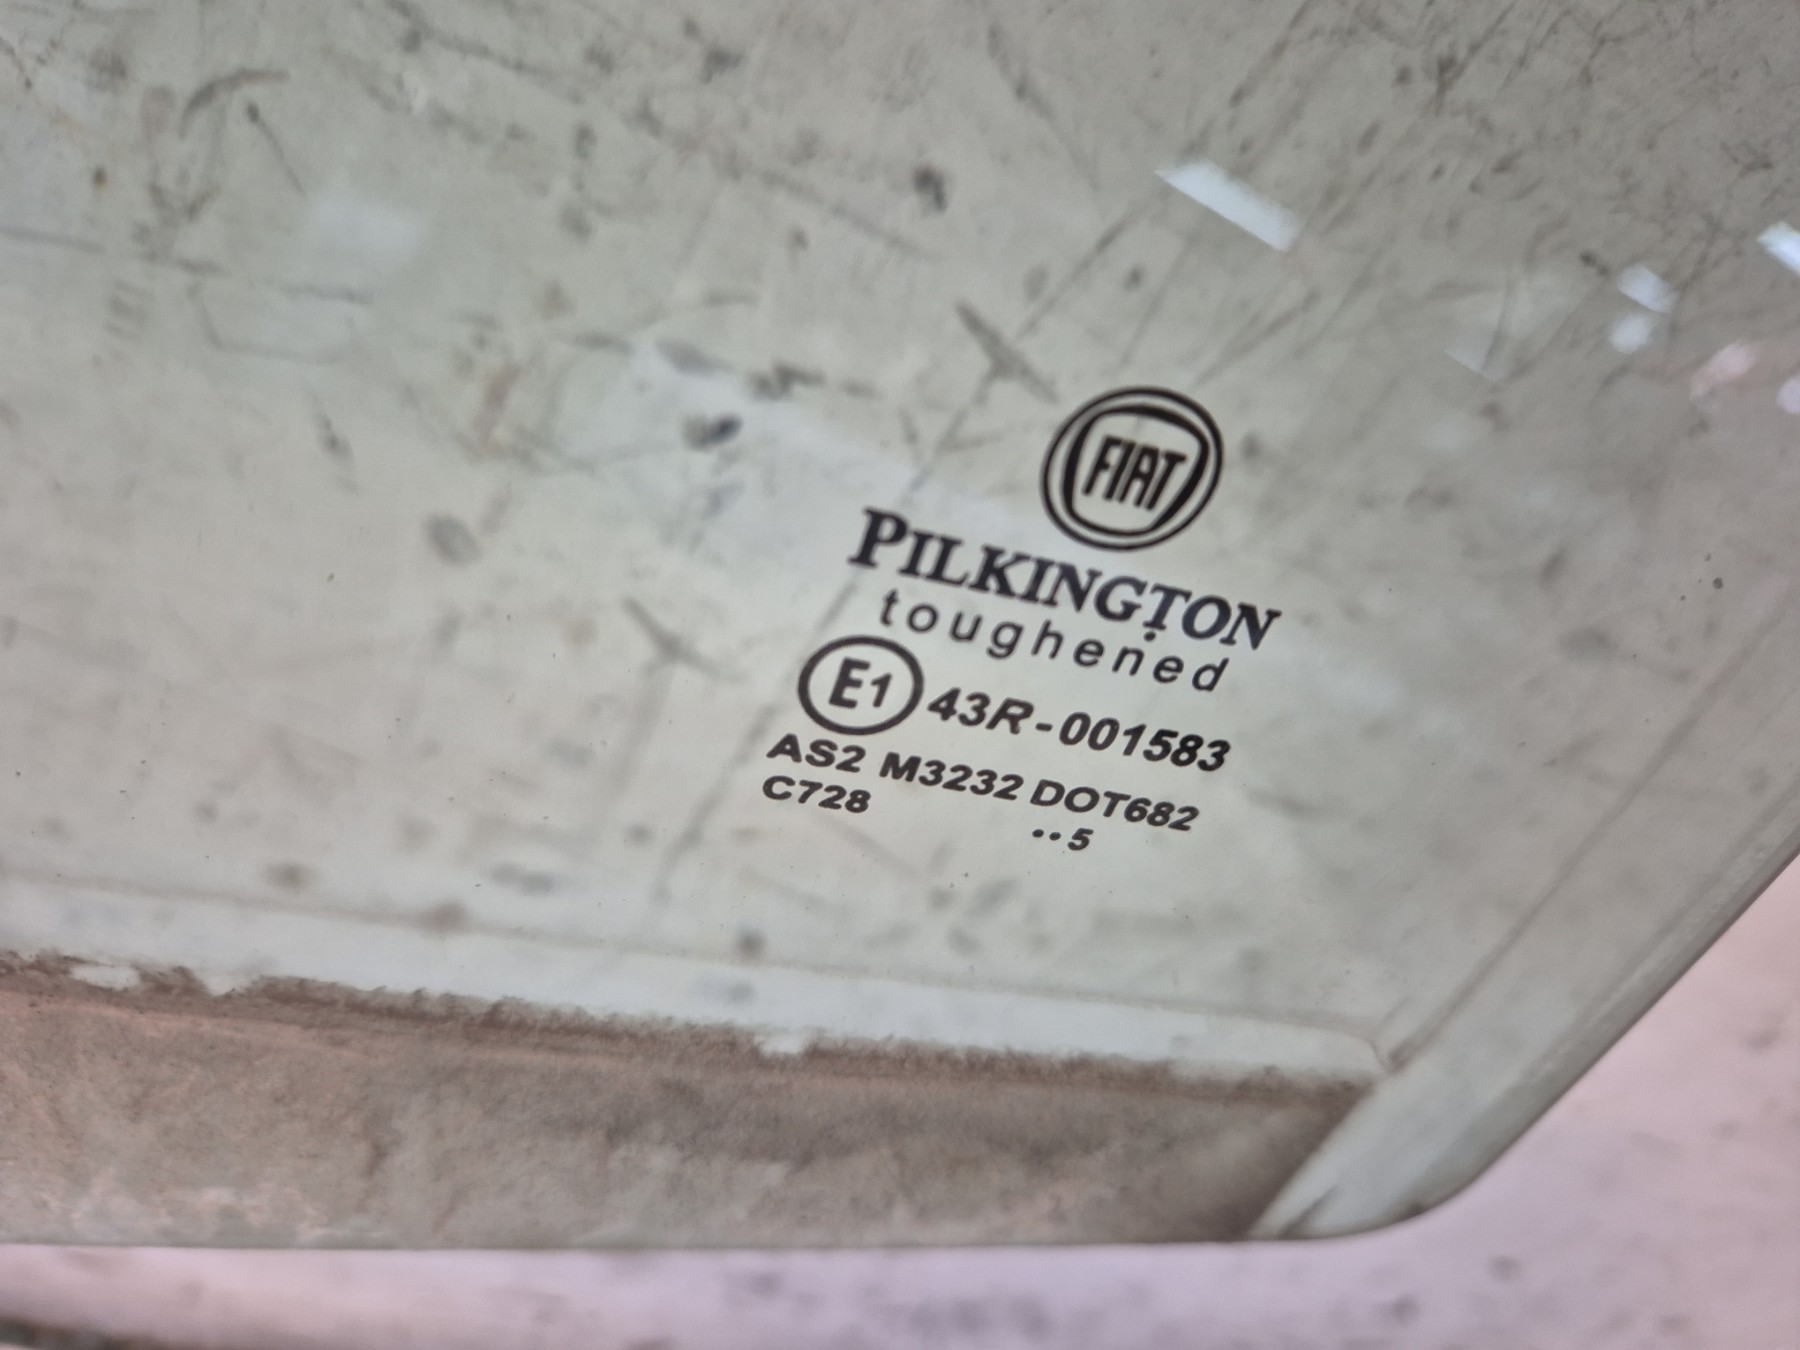 FIAT
PILKINGTON
toughened
E1 43R-001583
AS2 M3232 DOT682
C728 ••5